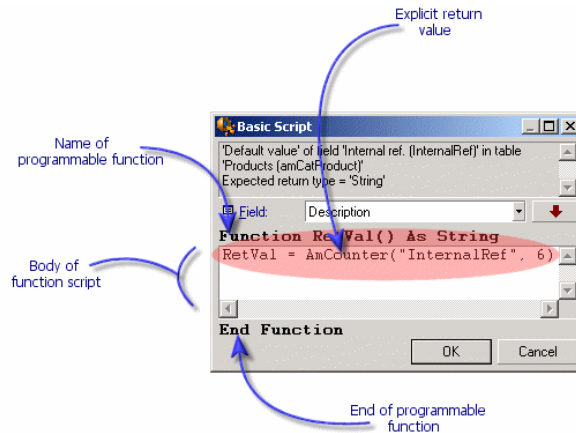 Explicit return
value
Basic Script
Name of
programmable function
'Default value' of field 'Internal ref. (InternalRef)' in table
'Products (amCatProduct)'
Expected return type = 'String'
Field:
Description
Function RetVal() As String
Body of
function script
RetVal = AmCounter("InternalRef", 6)
End Function
OK
Cancel
End of programmable
function